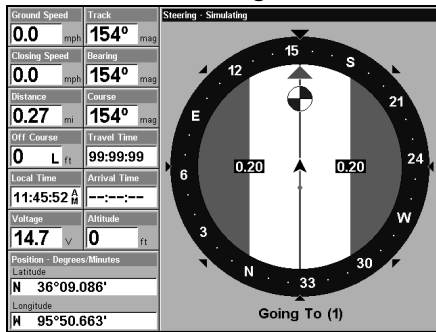 Ground Speed
0.0 mph
Track
154° mag
Closing Speed
0.0 mph
Bearing
154° mag
Distance
0.27 mi
Course
154° mag
Off Course
0 L ft
Travel Time
99:99:99
Local Time
11:45:52 AM
Arrival Time
--:--:--
Voltage
14.7 V
Altitude
0 ft
Position - Degrees/Minutes
Latitude
N 36°09.086'
Longitude
W 95°50.663'
Steering - Simulating
15
S
21
24
W
30
33
N
6
E
12
0.20
0.20
Going To (1)